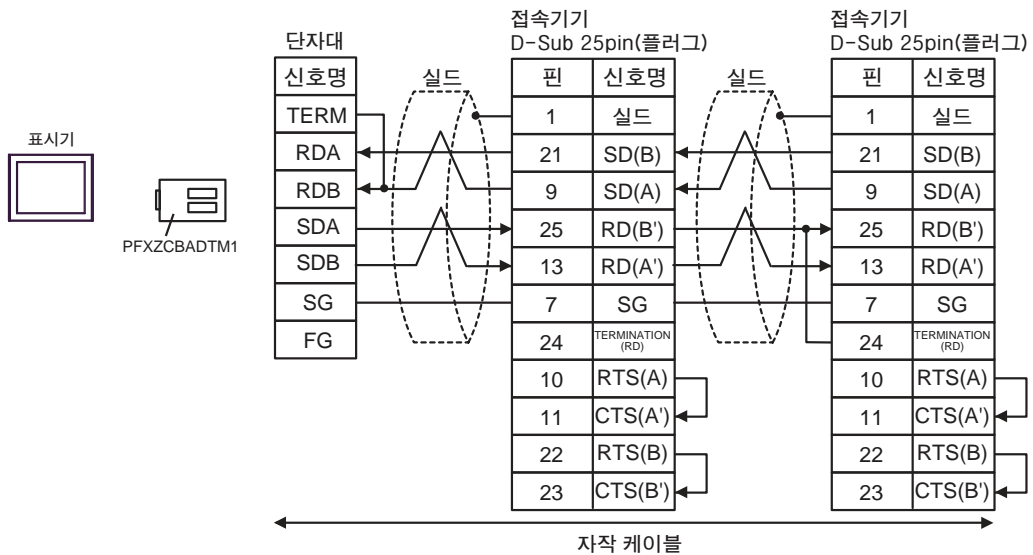 표시기
PFXZCBADTM1
단자대
신호명
TERM
RDA
RDB
SDA
SDB
SG
FG
실드
접속기기
D-Sub 25pin(플러그)
핀 신호명
1 실드
21 SD(B)
9 SD(A)
25 RD(B')
13 RD(A')
7 SG
24 TERMINATION (RD)
10 RTS(A)
11 CTS(A')
22 RTS(B)
23 CTS(B')
실드
접속기기
D-Sub 25pin(플러그)
핀 신호명
1 실드
21 SD(B)
9 SD(A)
25 RD(B')
13 RD(A')
7 SG
24 TERMINATION (RD)
10 RTS(A)
11 CTS(A')
22 RTS(B)
23 CTS(B')
자작 케이블